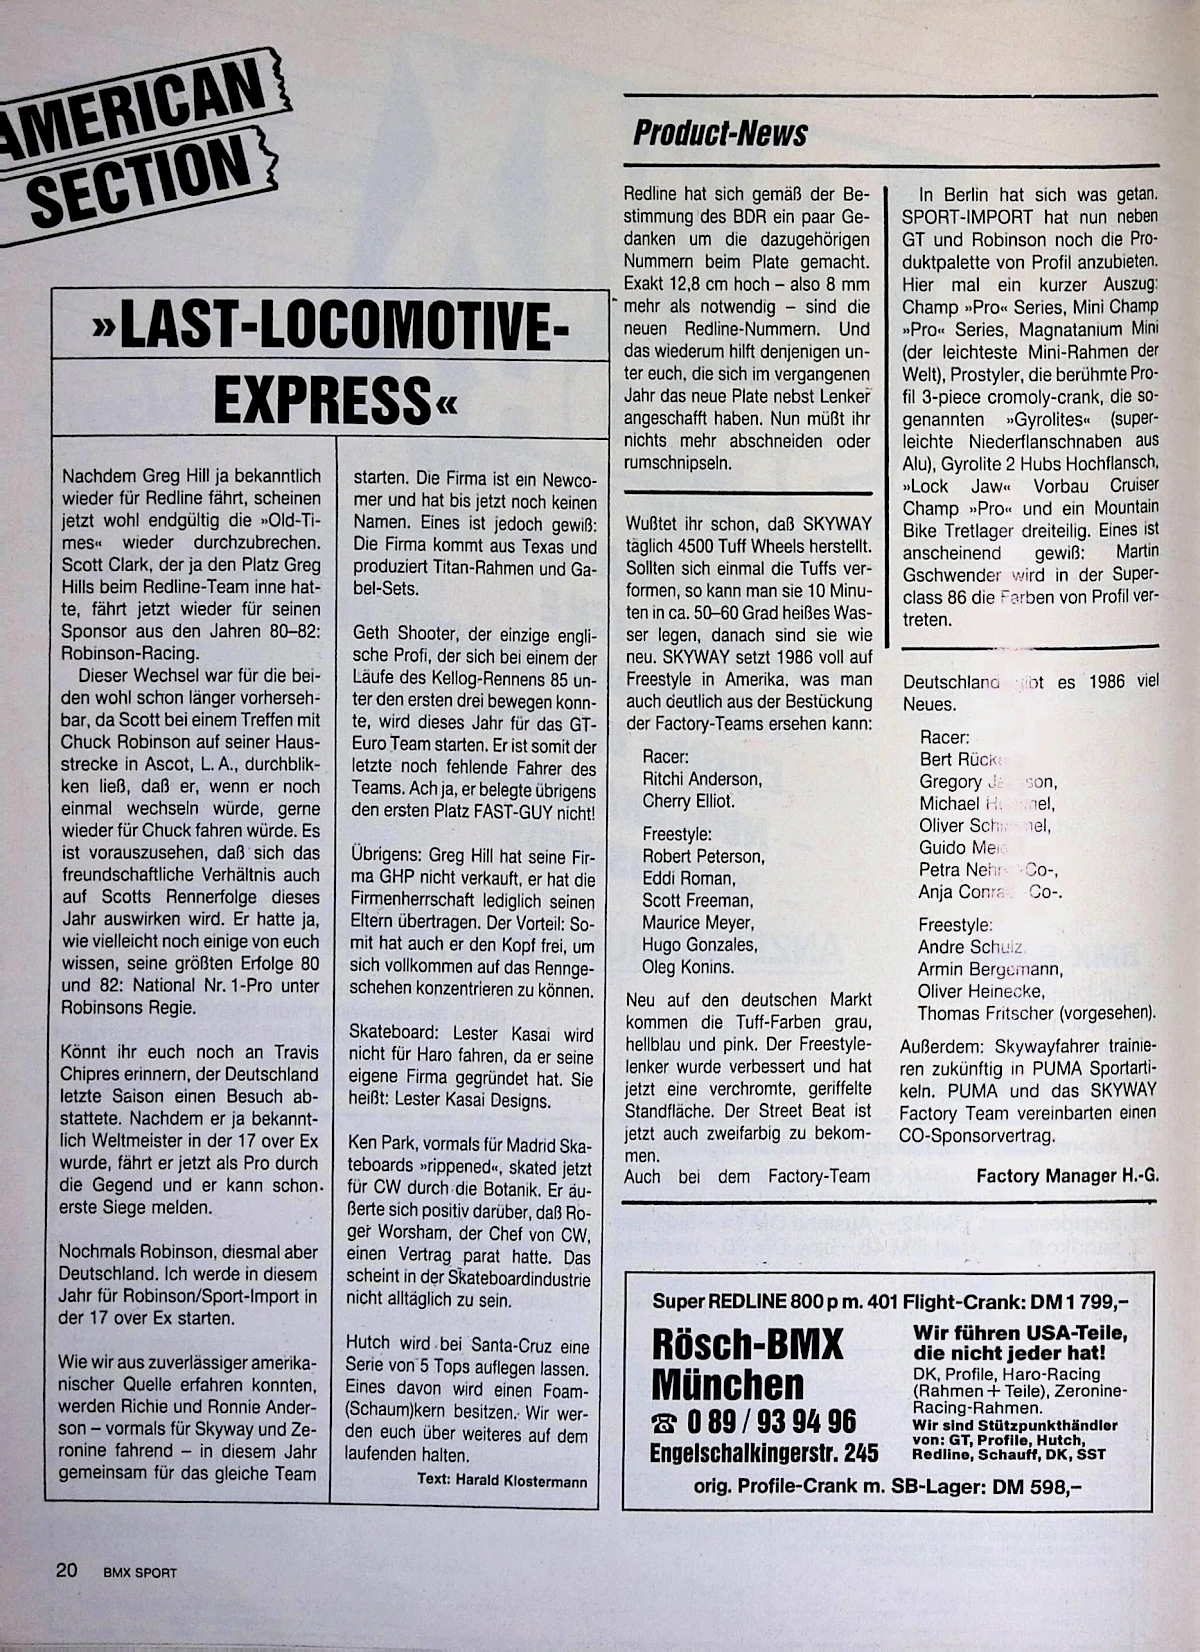 AMERICAN
SECTION
»LAST-LOCOMOTIVE-
EXPRESS«
Nachdem Greg Hill ja bekanntlich
wieder für Redline fährt, scheinen
jetzt wohl endgültig die »Old-Ti-
mes« wieder durchzubrechen.
Scott Clark, der ja den Platz Greg
Hills beim Redline-Team inne hat-
te, fährt jetzt wieder für seinen
Sponsor aus den Jahren 80–82:
Robinson-Racing.
Dieser Wechsel war für die bei-
den wohl schon länger vorherseh-
bar, da Scott bei einem Treffen mit
Chuck Robinson auf seiner Haus-
strecke in Ascot, L. A., durchblik-
ken ließ, daß er, wenn er noch
einmal wechseln würde, gerne
wieder für Chuck fahren würde. Es
ist vorauszusehen, daß sich das
freundschaftliche Verhältnis auch
auf Scotts Rennerfolge dieses
Jahr auswirken wird. Er hatte ja,
wie vielleicht noch einige von euch
wissen, seine größten Erfolge 80
und 82: National Nr. 1-Pro unter
Robinsons Regie.
Könnt ihr euch noch an Travis
Chipres erinnern, der Deutschland
letzte Saison einen Besuch ab-
stattete. Nachdem er ja bekannt-
lich Weltmeister in der 17 over Ex
wurde, fährt er jetzt als Pro durch
die Gegend und er kann schon
erste Siege melden.
Nochmals Robinson, diesmal aber
Deutschland. Ich werde in diesem
Jahr für Robinson/Sport-Import in
der 17 over Ex starten.
Wie wir aus zuverlässiger amerika-
nischer Quelle erfahren konnten,
werden Richie und Ronnie Ander-
son – vormals für Skyway und Ze-
ronine fahrend – in diesem Jahr
gemeinsam für das gleiche Team
starten. Die Firma ist ein Newco-
mer und hat bis jetzt noch keinen
Namen. Eines ist jedoch gewiß:
Die Firma kommt aus Texas und
produziert Titan-Rahmen und Ga-
bel-Sets.
Geth Shooter, der einzige engli-
sche Profi, der sich bei einem der
Läufe des Kellog-Rennens 85 un-
ter den ersten drei bewegen konn-
te, wird dieses Jahr für das GT-
Euro Team starten. Er ist somit der
letzte noch fehlende Fahrer des
Teams. Ach ja, er belegte übrigens
den ersten Platz FAST-GUY nicht!
Übrigens: Greg Hill hat seine Fir-
ma GHP nicht verkauft, er hat die
Firmenherrschaft lediglich seinen
Eltern übertragen. Der Vorteil: So-
mit hat auch er den Kopf frei, um
sich vollkommen auf das Rennge-
schehen konzentrieren zu können.
Skateboard: Lester Kasai wird
nicht für Haro fahren, da er seine
eigene Firma gegründet hat. Sie
heißt: Lester Kasai Designs.
Ken Park, vormals für Madrid Ska-
teboards »rippened«, skated jetzt
für CW durch die Botanik. Er äu-
ßerte sich positiv darüber, daß Ro-
ger Worsham, der Chef von CW,
einen Vertrag parat hatte. Das
scheint in der Skateboardindustrie
nicht alltäglich zu sein.
Hutch wird bei Santa-Cruz eine
Serie von 5 Tops auflegen lassen.
Eines davon wird einen Foam-
(Schaum)kern besitzen. Wir wer-
den euch über weiteres auf dem
laufenden halten.
Text: Harald Klostermann
Product-News
Redline hat sich gemäß der Be-
stimmung des BDR ein paar Ge-
danken um die dazugehörigen
Nummern beim Plate gemacht.
Exakt 12,8 cm hoch – also 8 mm
mehr als notwendig – sind die
neuen Redline-Nummern. Und
das wiederum hilft denjenigen un-
ter euch, die sich im vergangenen
Jahr das neue Plate nebst Lenker
angeschafft haben. Nun müßt ihr
nichts mehr abschneiden oder
rumschnipseln.
Wußtet ihr schon, daß SKYWAY
täglich 4500 Tuff Wheels herstellt.
Sollten sich einmal die Tuffs ver-
formen, so kann man sie 10 Minu-
ten in ca. 50–60 Grad heißes Was-
ser legen, danach sind sie wie
neu. SKYWAY setzt 1986 voll auf
Freestyle in Amerika, was man
auch deutlich aus der Bestückung
der Factory-Teams ersehen kann:
Racer:
Ritchi Anderson,
Cherry Elliot.
Freestyle:
Robert Peterson,
Eddi Roman,
Scott Freeman,
Maurice Meyer,
Hugo Gonzales,
Oleg Konins.
Neu auf den deutschen Markt
kommen die Tuff-Farben grau,
hellblau und pink. Der Freestyle-
lenker wurde verbessert und hat
jetzt eine verchromte, geriffelte
Standfläche. Der Street Beat ist
jetzt auch zweifarbig zu bekom-
men.
Auch bei dem Factory-Team
In Berlin hat sich was getan.
SPORT-IMPORT hat nun neben
GT und Robinson noch die Pro-
duktpalette von Profil anzubieten.
Hier mal ein kurzer Auszug:
Champ »Pro« Series, Mini Champ
»Pro« Series, Magnatanium Mini
(der leichteste Mini-Rahmen der
Welt), Prostyler, die berühmte Pro-
fil 3-piece cromoly-crank, die so-
genannten »Gyrolites« (super-
leichte Niederflanschnaben aus
Alu), Gyrolite 2 Hubs Hochflansch,
»Lock Jaw« Vorbau Cruiser
Champ »Pro« und ein Mountain
Bike Tretlager dreiteilig. Eines ist
anscheinend gewiß: Martin
Gschwender wird in der Super-
class 86 die Farben von Profil ver-
treten.
Deutschland gibt es 1986 viel
Neues.
Racer:
Bert
Gregory
Michael
Oliver
Guido
Petra Co-,
Anja Co-.
Freestyle:
Andre Schulz,
Armin Bergemann,
Oliver Heinecke,
Thomas Fritscher (vorgesehen).
Außerdem: Skywayfahrer trainie-
ren zukünftig in PUMA Sportarti-
keln. PUMA und das SKYWAY
Factory Team vereinbarten einen
CO-Sponsorvertrag.
Factory Manager H.-G.
Super REDLINE 800 p m. 401 Flight-Crank: DM 1 799,–
Rösch-BMX
München
☎ 0 89 / 93 94 96
Engelschalkingerstr. 245
Wir führen USA-Teile,
die nicht jeder hat!
DK, Profile, Haro-Racing
(Rahmen + Teile), Zeronine-
Racing-Rahmen.
Wir sind Stützpunkthändler
von: GT, Profile, Hutch,
Redline, Schauff, DK, SST
orig. Profile-Crank m. SB-Lager: DM 598,–
20 BMX SPORT